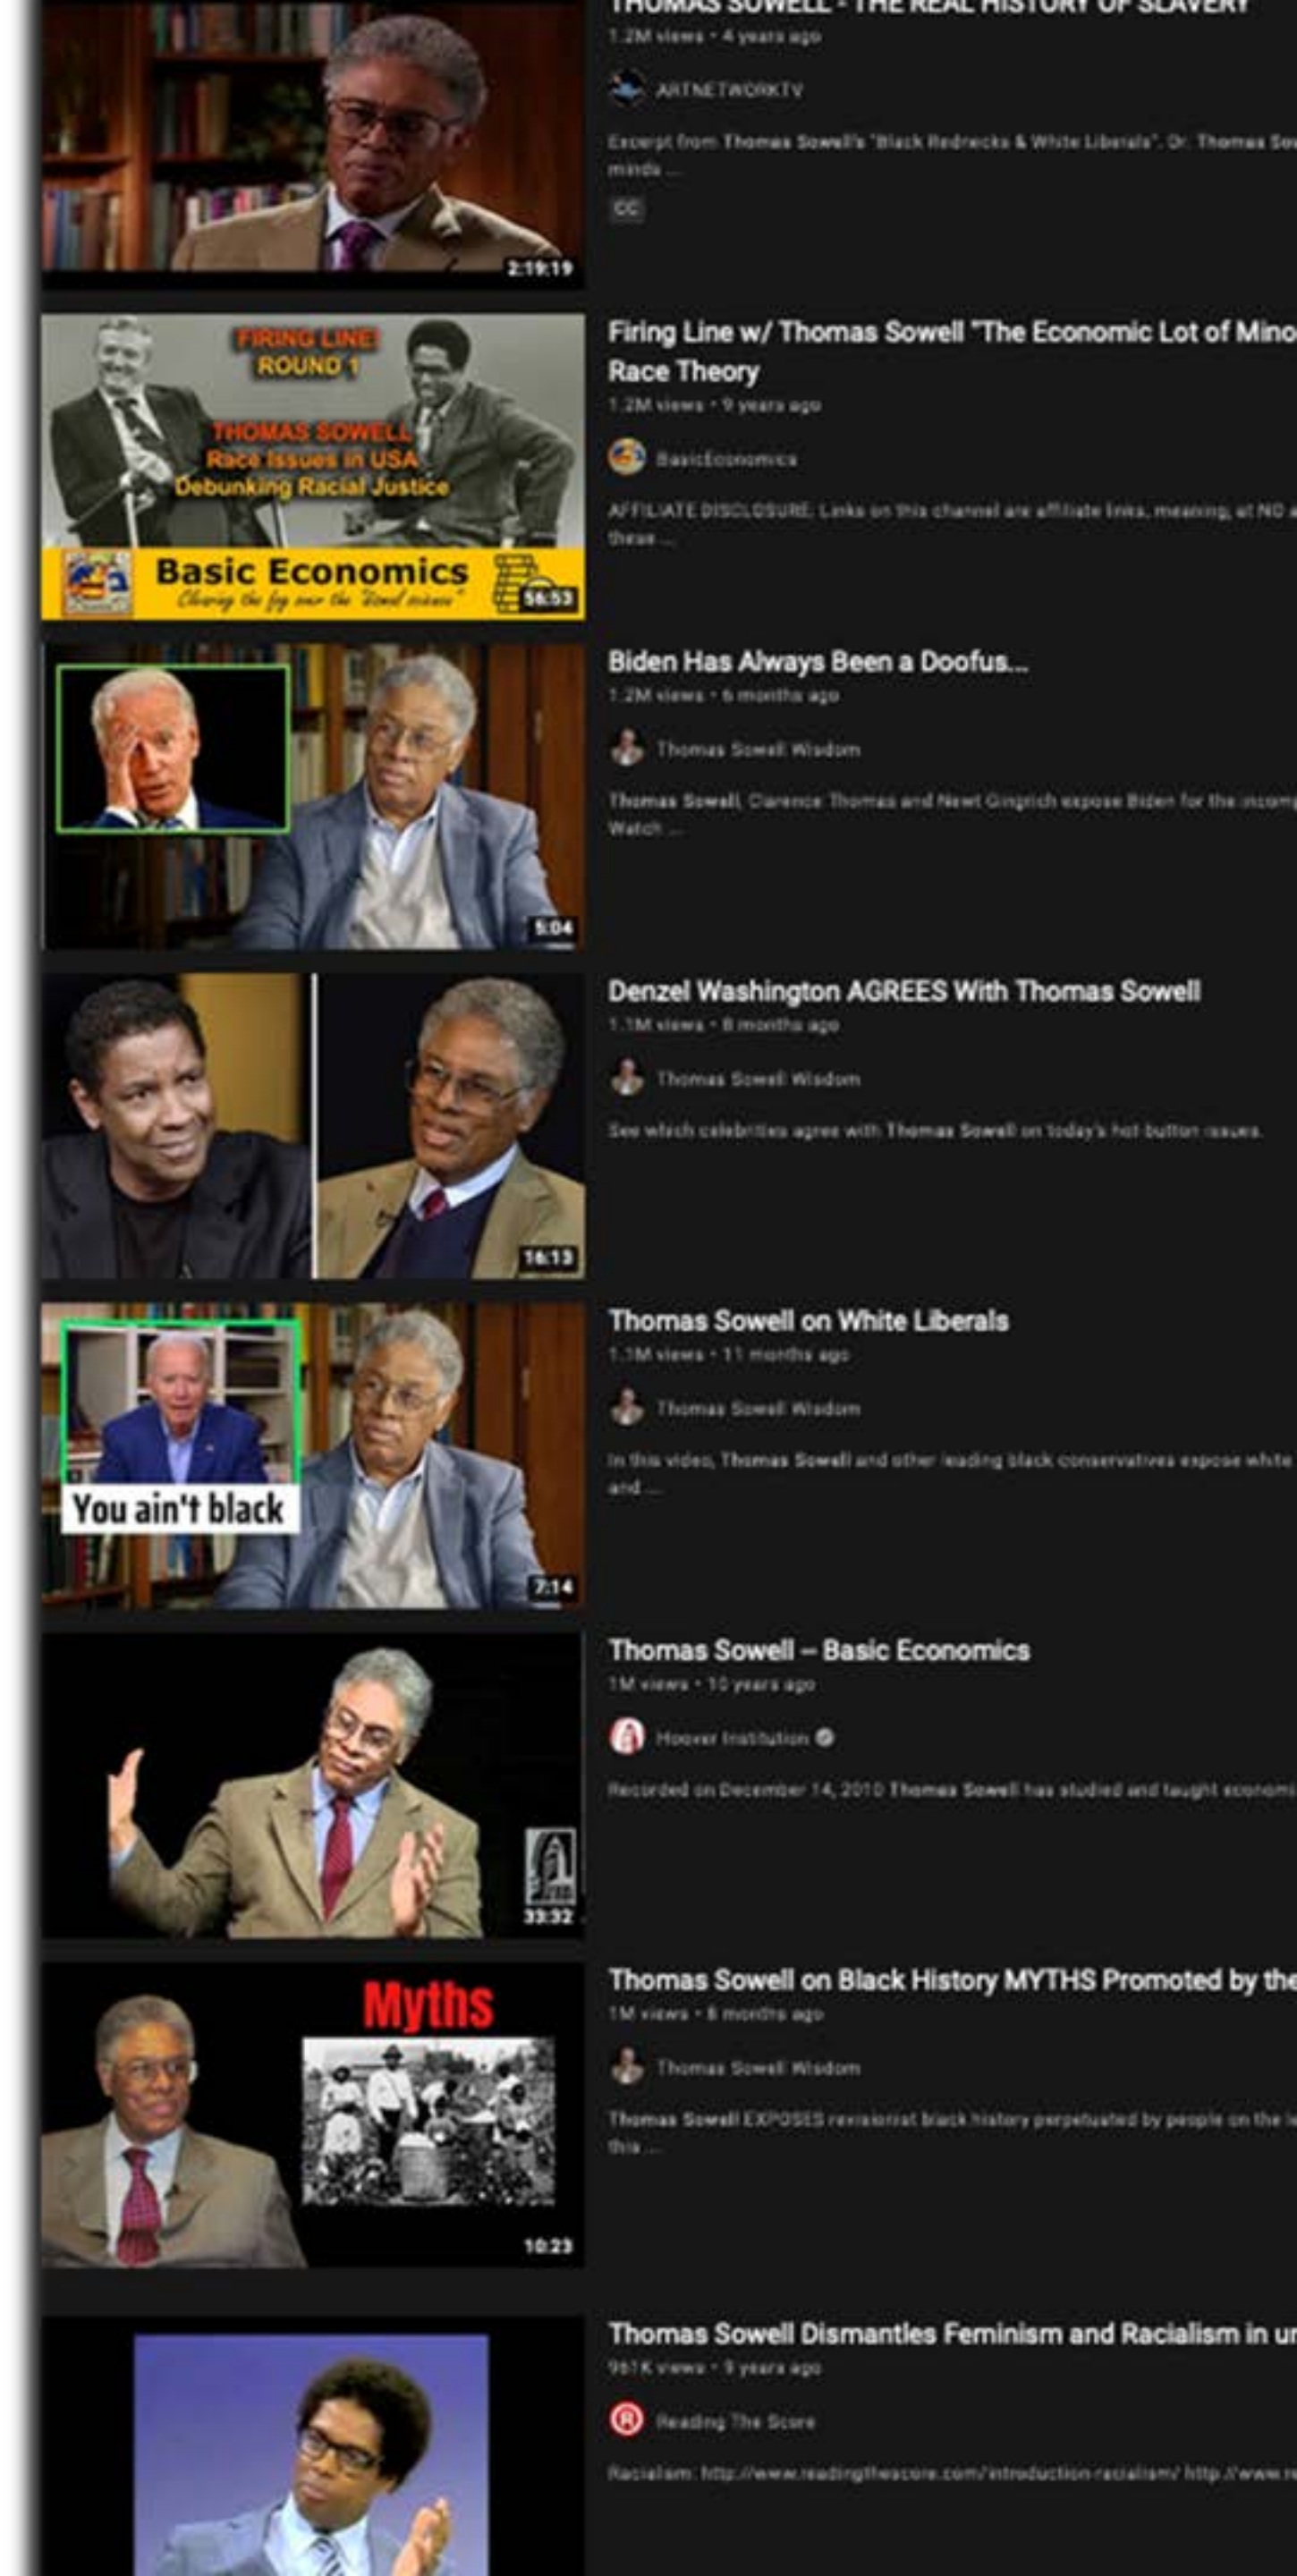 THOMAS SOWELL - THE REAL HISTORY OF SLAVERY
1.2M views • 4 years ago
ARTNETWORKTV
Excerpt from Thomas Sowell's "Black Rednecks & White Liberals". Dr. Thomas
minds ...
CC
2:19:19
FIRING LINE!
ROUND 1
THOMAS SOWELL
Race Issues in USA
Debunking Racial Justice
Basic Economics
Clearing the fog over the "dismal science"
56:53
Firing Line w/ Thomas Sowell "The Economic Lot of Mino
Race Theory
1.2M views • 9 years ago
BasicEconomics
AFFILIATE DISCLOSURE: Links on this channel are affiliate links, meaning, at NO a
these ...
5:04
Biden Has Always Been a Doofus...
1.2M views • 6 months ago
Thomas Sowell Wisdom
Thomas Sowell, Clarence Thomas and Newt Gingrich expose Biden for the incom
Watch ...
16:13
Denzel Washington AGREES With Thomas Sowell
1.1M views • 8 months ago
Thomas Sowell Wisdom
See which celebrities agree with Thomas Sowell on today's hot-button issues.
You ain't black
7:14
Thomas Sowell on White Liberals
1.1M views • 11 months ago
Thomas Sowell Wisdom
In this video, Thomas Sowell and other leading black conservatives expose white
and ...
33:32
Thomas Sowell – Basic Economics
1M views • 10 years ago
Hoover Institution
Recorded on December 14, 2010 Thomas Sowell has studied and taught economi
Myths
10:23
Thomas Sowell on Black History MYTHS Promoted by the
1M views • 8 months ago
Thomas Sowell Wisdom
Thomas Sowell EXPOSES revisionist black history perpetuated by people on the le
this ...
Thomas Sowell Dismantles Feminism and Racialism in un
961K views • 9 years ago
Reading The Score
Racialism: http://www.readingthescore.com/introduction-racialism/ http://www.re